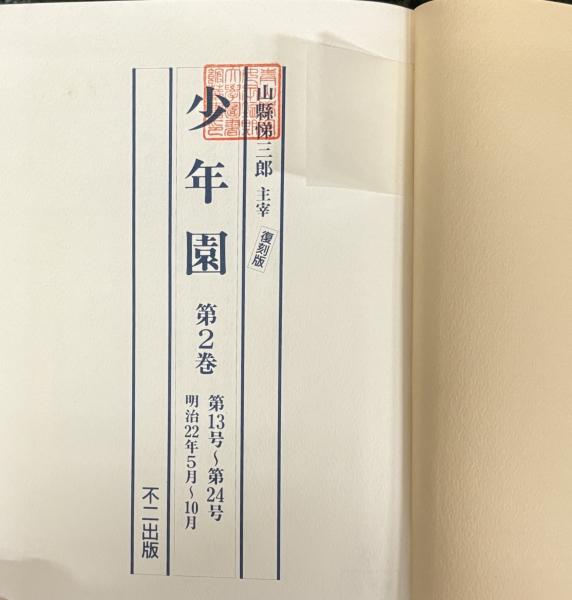 山縣悌三郎 主宰
復刻版
少年園
第2巻
第13号～第24号
明治22年5月～10月
不二出版